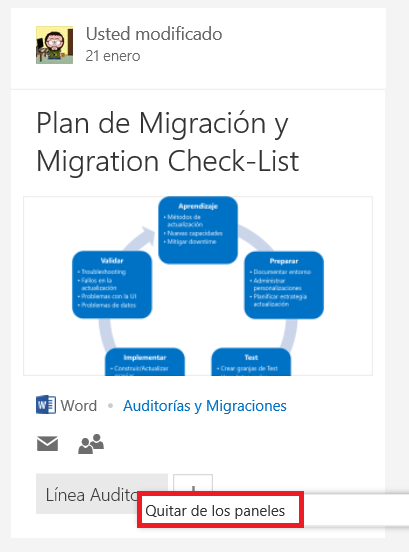 Usted modificado
21 enero
Plan de Migración y
Migration Check-List
Aprendizaje
• Métodos de
actualización
• Nuevas capacidades
• Mitigar downtime
Validar
• Troubleshooting
• Fallos en la
actualización
• Problemas con la UI
• Problemas de datos
Preparar
• Documentar entorno
• Administrar
personalizaciones
• Planificar estrategia
actualización
Implementar
• Construir/Actualizar
Test
• Crear granjas de Test
Word • Auditorías y Migraciones
Línea Audito
Quitar de los paneles